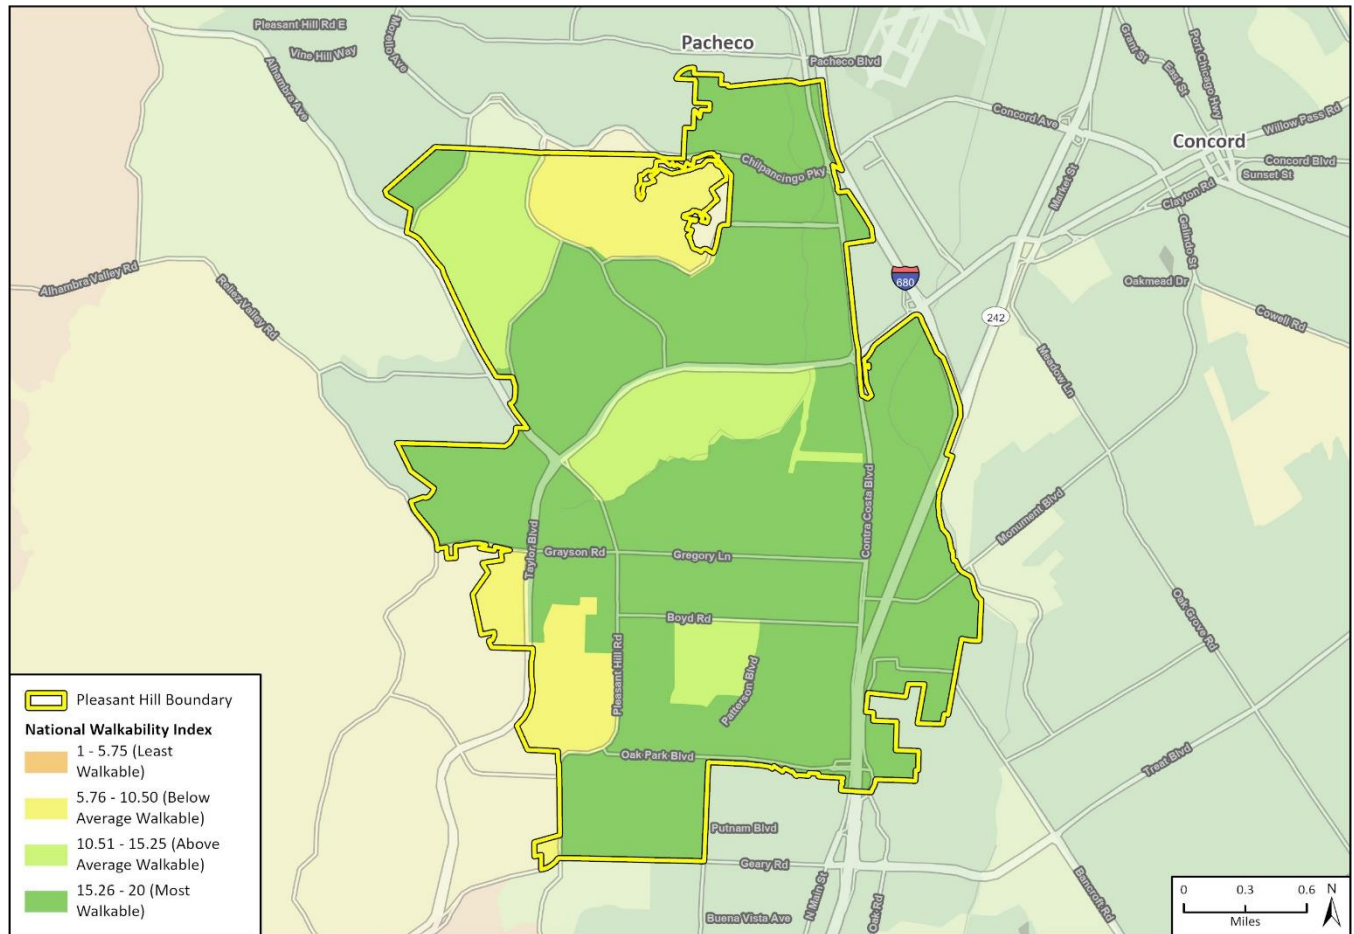 Pleasant Hill Rd E
Vine Hill Way
Morello Ave
Alhambra Ave
Pacheco
Pacheco Blvd
Grant St
East St
Port Chicago Hwy
Willow Pass Rd
Concord Ave
Concord
Concord Blvd
Sunset St
Market St
Clayton Rd
Galindo St
Chilpancingo Pky
Alhambra Valley Rd
Reliez Valley Rd
680
242
Oakmead Dr
Cowell Rd
Meadow Ln
Contra Costa Blvd
Monument Blvd
Taylor Blvd
Grayson Rd
Gregory Ln
Boyd Rd
Pleasant Hill Rd
Patterson Blvd
Oak Grove Rd
Oak Park Blvd
Treat Blvd
Putnam Blvd
Geary Rd
N Main St
Oak Rd
Bancroft Rd
Buena Vista Ave
Pleasant Hill Boundary
National Walkability Index
1 - 5.75 (Least
Walkable)
5.76 - 10.50 (Below
Average Walkable)
10.51 - 15.25 (Above
Average Walkable)
15.26 - 20 (Most
Walkable)
0 0.3 0.6 N
Miles